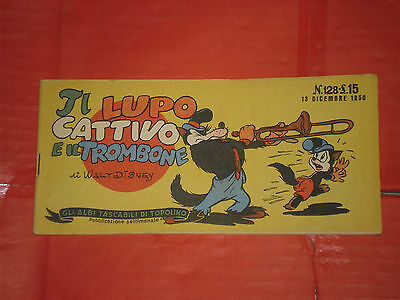 Il LUPO
CATTIVO
E IL TROMBONE
di WALT DISNEY
N. 128 - £. 15
13 DICEMBRE 1950
GLI ALBI TASCABILI DI TOPOLINO
Pubblicazione settimanale